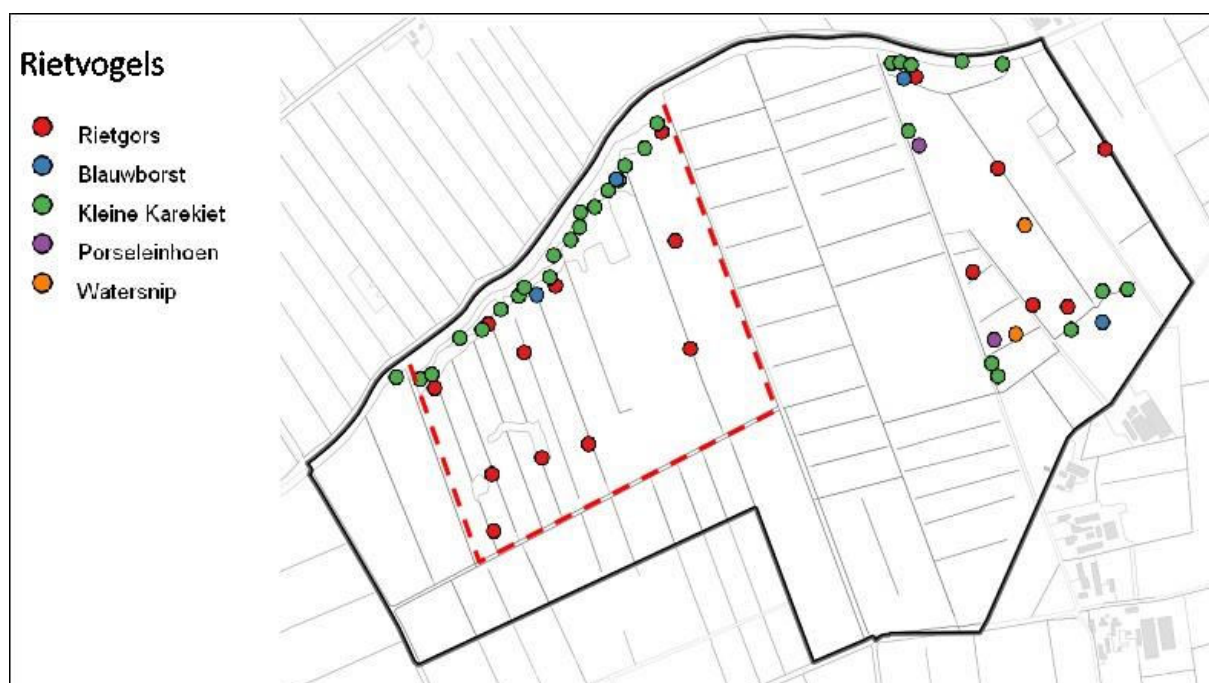 Rietvogels
Rietgors
Blauwborst
Kleine Karekiet
Porseleinhoen
Watersnip